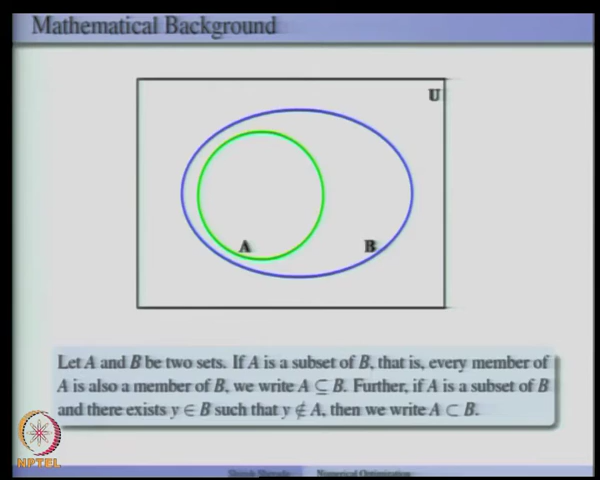 Mathematical Background
U
A
B
Let A and B be two sets. If A is a subset of B, that is, every member of
A is also a member of B, we write A ⊆ B. Further, if A is a subset of B
and there exists y ∈ B such that y ∉ A, then we write A ⊂ B.
NPTEL
Numerical Optimization